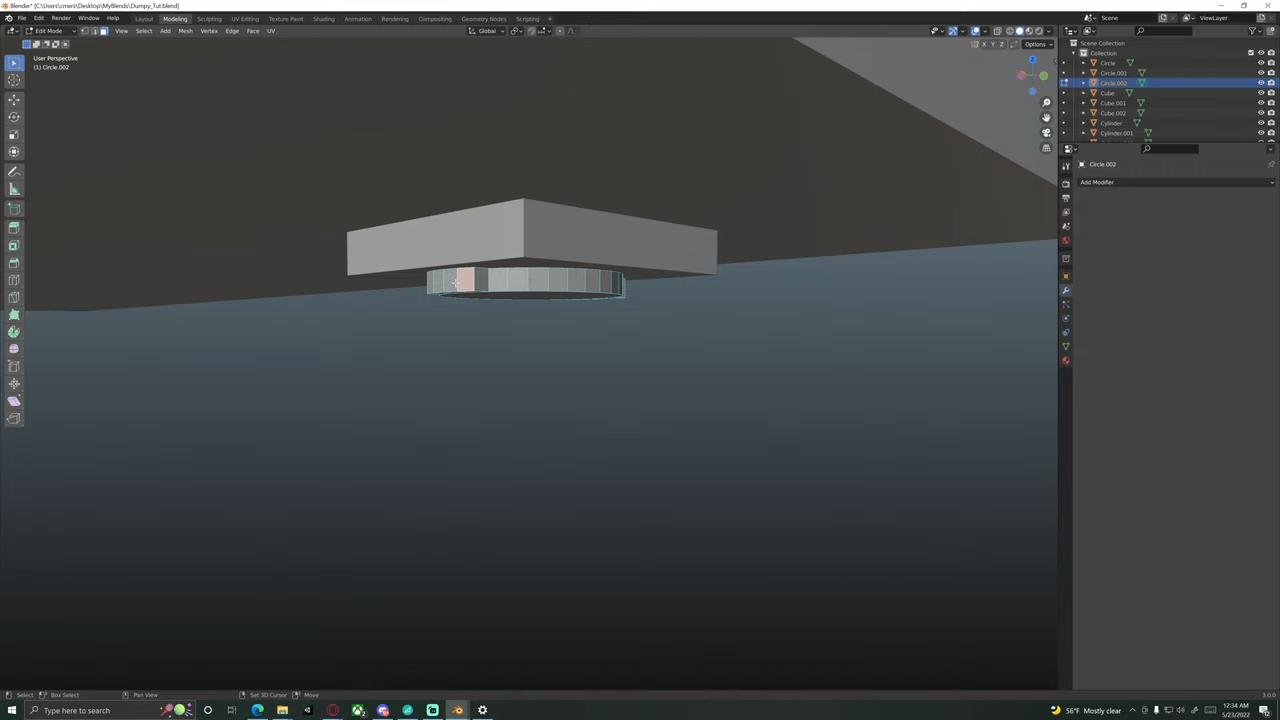 Blender* [C:\Users\cmers\Desktop\MyBlends\Dumpy_Tut.blend]
File Edit Render Window Help Layout Modeling Sculpting UV Editing Texture Paint Shading Animation Rendering Compositing Geometry Nodes Scripting Scene ViewLayer
Edit Mode View Select Add Mesh Vertex Edge Face UV Global
X Y Z Options
User Perspective
(1) Circle.002
Z
Scene Collection
Collection
Circle
Circle.001
Circle.002
Cube
Cube.001
Cube.002
Cylinder
Cylinder.001
Circle.002
Add Modifier
Select Box Select Pan View Set 3D Cursor Move 3.0.0
Type here to search 56°F Mostly clear 12:34 AM
5/23/2022